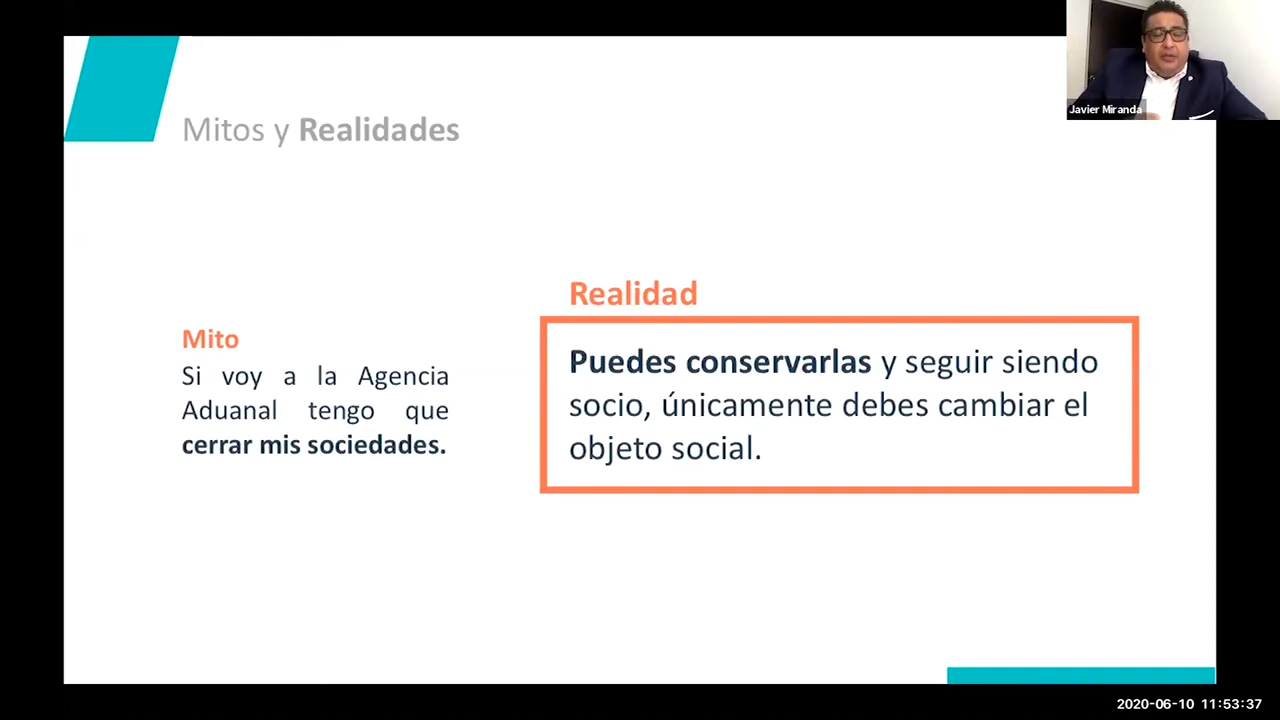 Javier Miranda
Mitos y Realidades
Realidad
Mito
Si voy a la Agencia
Aduanal tengo que
cerrar mis sociedades.
Puedes conservarlas y seguir siendo
socio, únicamente debes cambiar el
objeto social.
2020-06-10 11:53:37